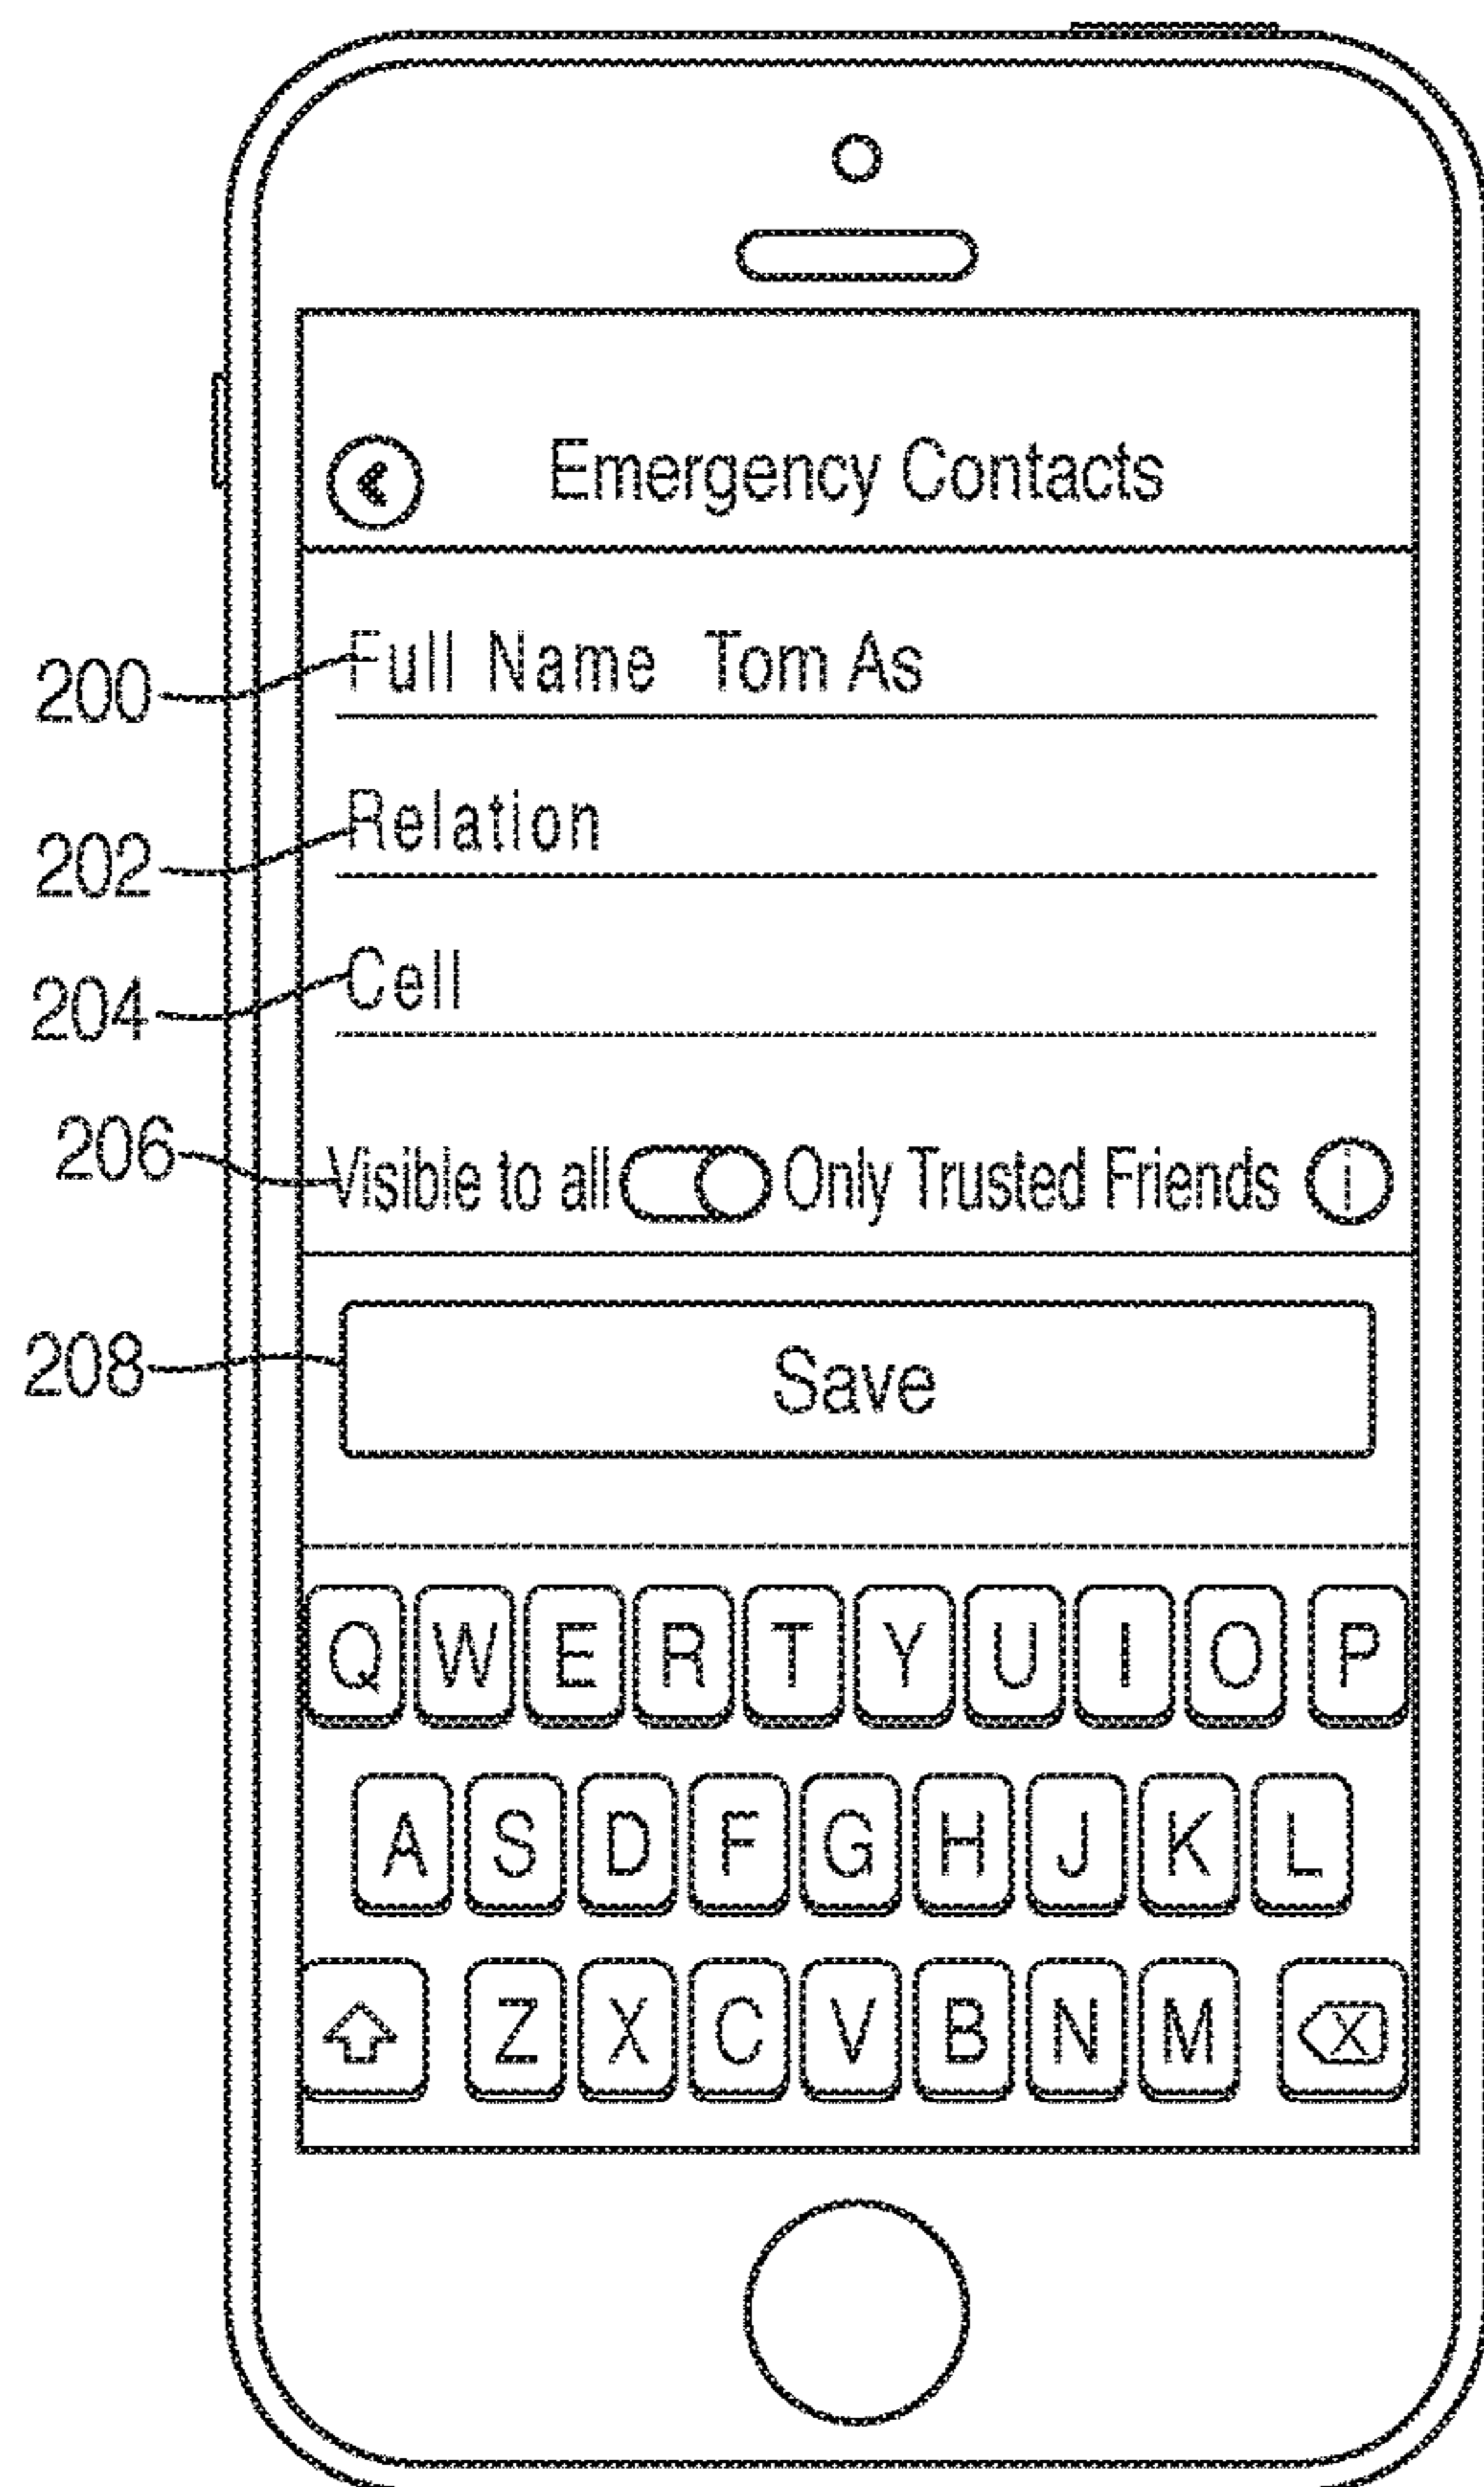 Emergency Contacts
200 Full Name Tom As
202 Relation
204 Cell
206 Visible to all Only Trusted Friends i
208 Save
Q W E R T Y U I O P
A S D F G H J K L
Z X C V B N M X